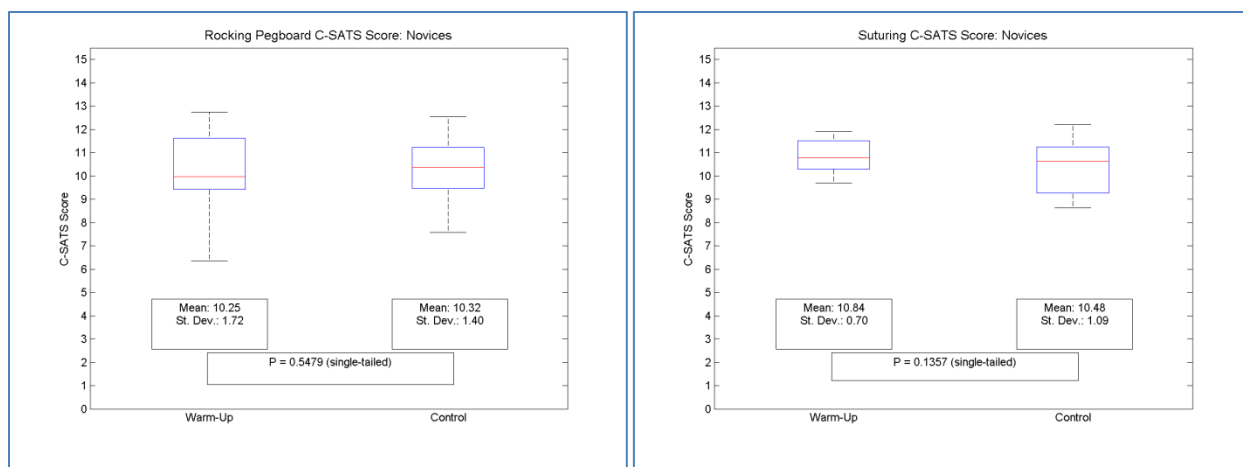 Rocking Pegboard C-SATS Score: Novices
15
14
13
12
11
10
9
8
7
6
5
4
3
2
1
0
C-SATS Score
Mean: 10.25
St. Dev.: 1.72
Mean: 10.32
St. Dev.: 1.40
P = 0.5479 (single-tailed)
Warm-Up
Control
Suturing C-SATS Score: Novices
15
14
13
12
11
10
9
8
7
6
5
4
3
2
1
0
C-SATS Score
Mean: 10.84
St. Dev.: 0.70
Mean: 10.48
St. Dev.: 1.09
P = 0.1357 (single-tailed)
Warm-Up
Control